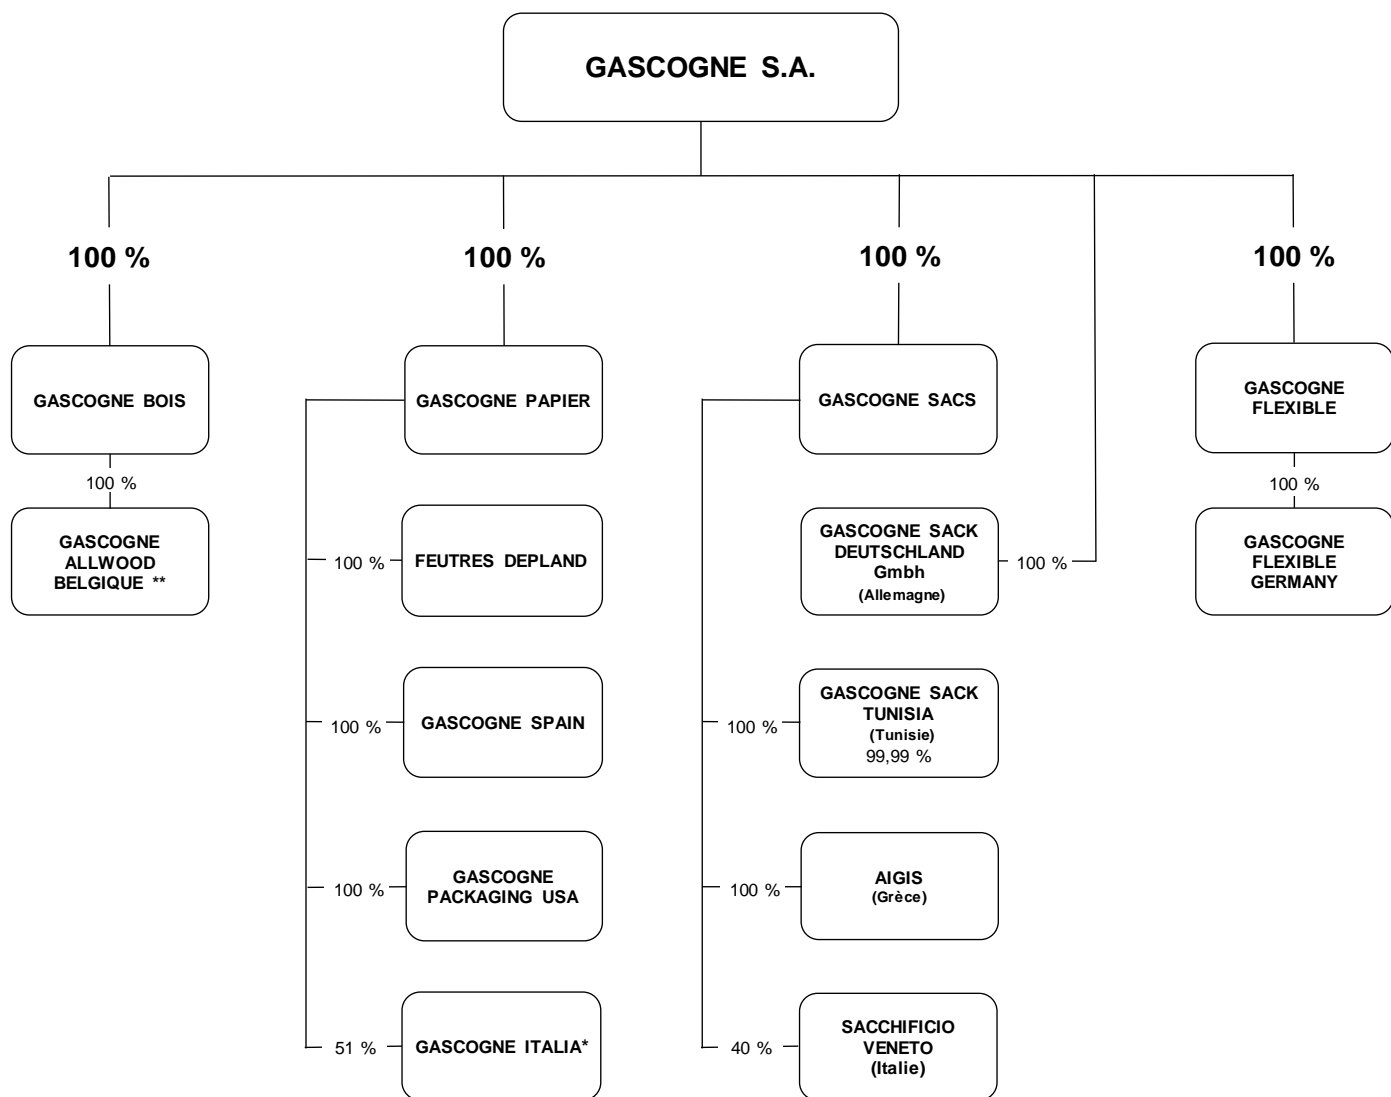 GASCOGNE S.A.
100 %
100 %
100 %
100 %
GASCOGNE BOIS
GASCOGNE PAPIER
GASCOGNE SACS
GASCOGNE
FLEXIBLE
100 %
100 %
GASCOGNE
ALLWOOD
BELGIQUE **
100 %
FEUTRES DEPLAND
GASCOGNE SACK
DEUTSCHLAND
Gmbh
(Allemagne)
100 %
GASCOGNE
FLEXIBLE
GERMANY
100 %
GASCOGNE SPAIN
100 %
GASCOGNE SACK
TUNISIA
(Tunisie)
99,99 %
100 %
GASCOGNE
PACKAGING USA
100 %
AIGIS
(Grèce)
51 %
GASCOGNE ITALIA*
40 %
SACCHIFICIO
VENETO
(Italie)